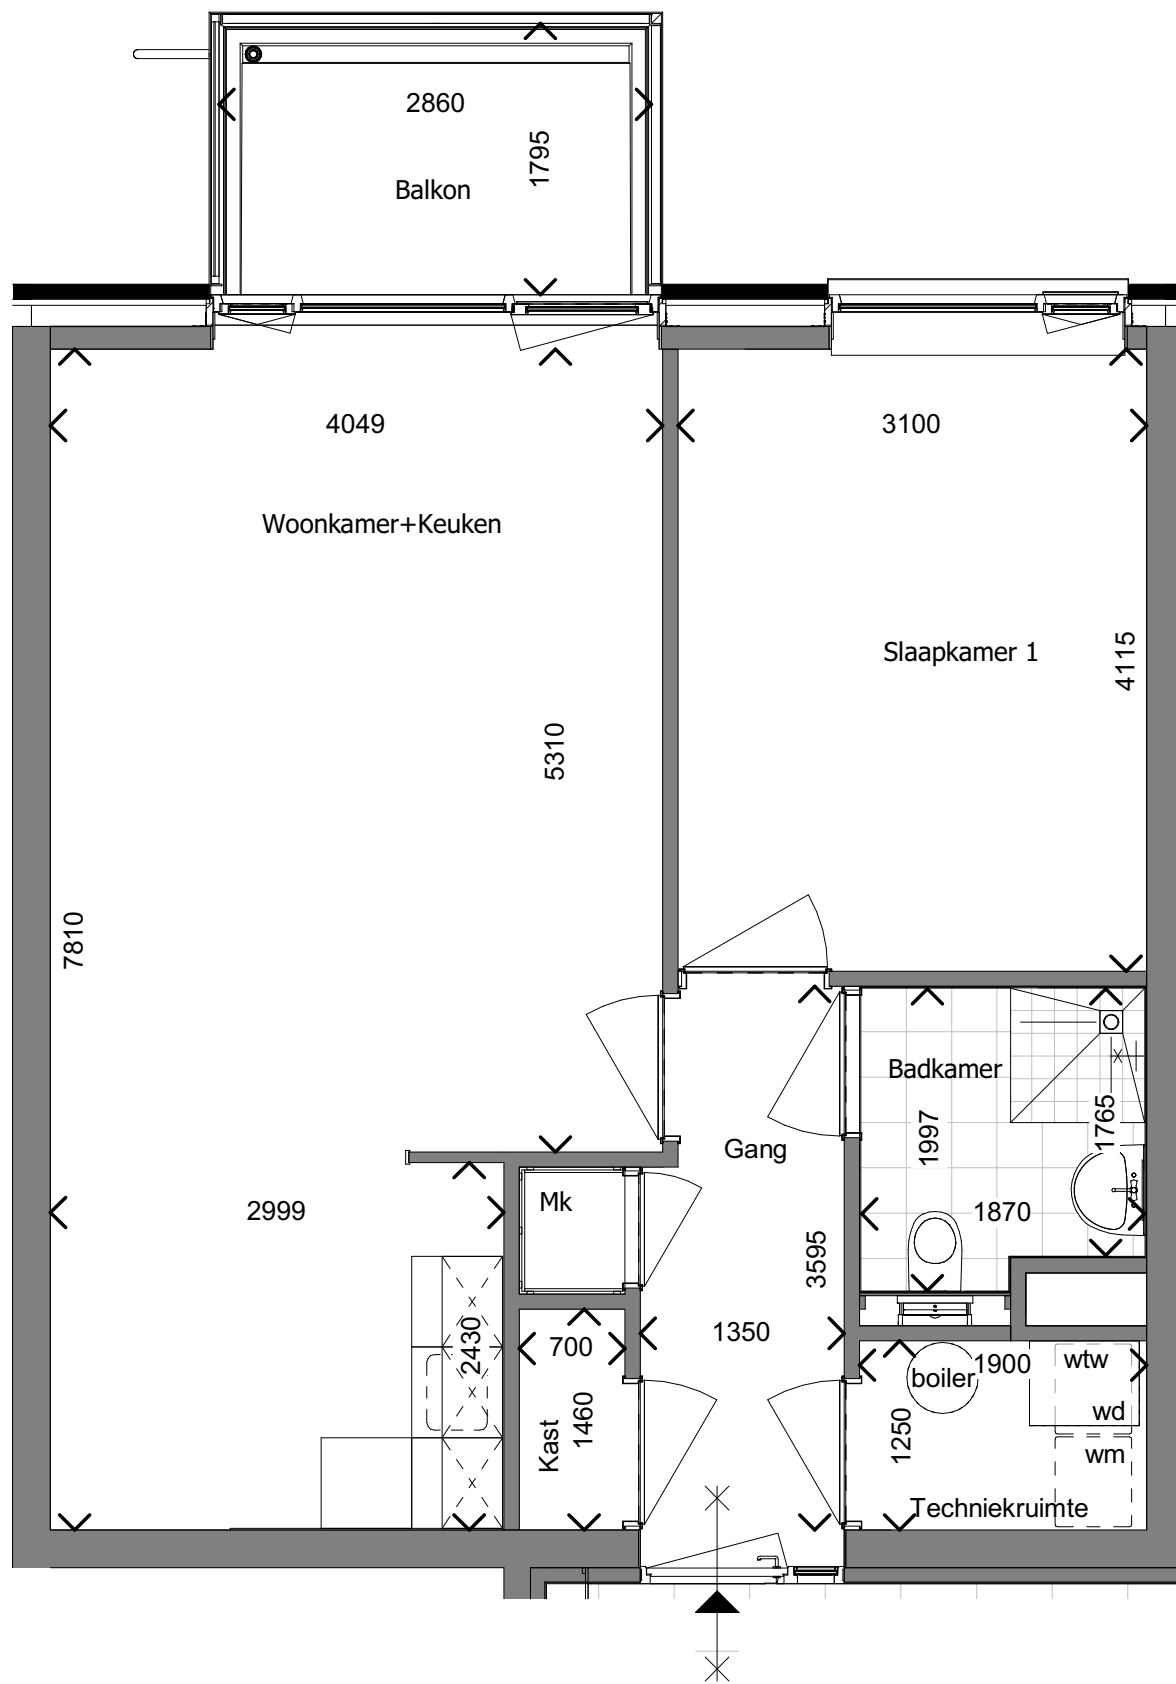 2860
1795
Balkon
4049
3100
Woonkamer+Keuken
Slaapkamer 1
4115
5310
7810
Badkamer
1765
1997
Gang
Mk
2999
1870
3595
1350
2430
700
1900
wtw
boiler
1250
wd
1460
Kast
wm
Techniekruimte